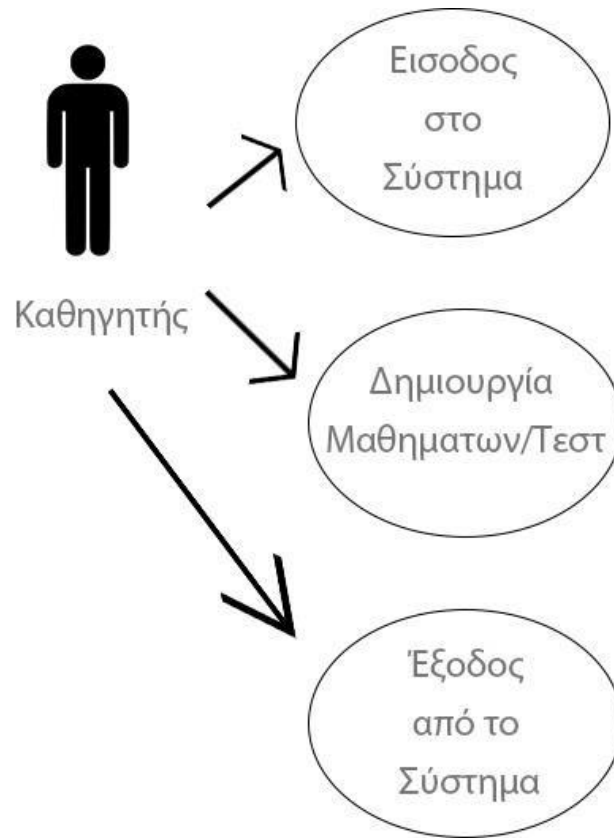 Εισοδος
στο
Σύστημα
Καθηγητής
Δημιουργία
Μαθηματων/Τεστ
Έξοδος
από το
Σύστημα